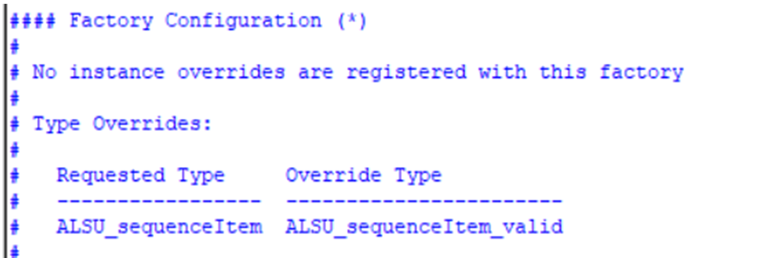 #### Factory Configuration (*)
#
# No instance overrides are registered with this factory
#
# Type Overrides:
#
#   Requested Type     Override Type
#   -----------------  -----------------------
#   ALSU_sequenceItem  ALSU_sequenceItem_valid
#